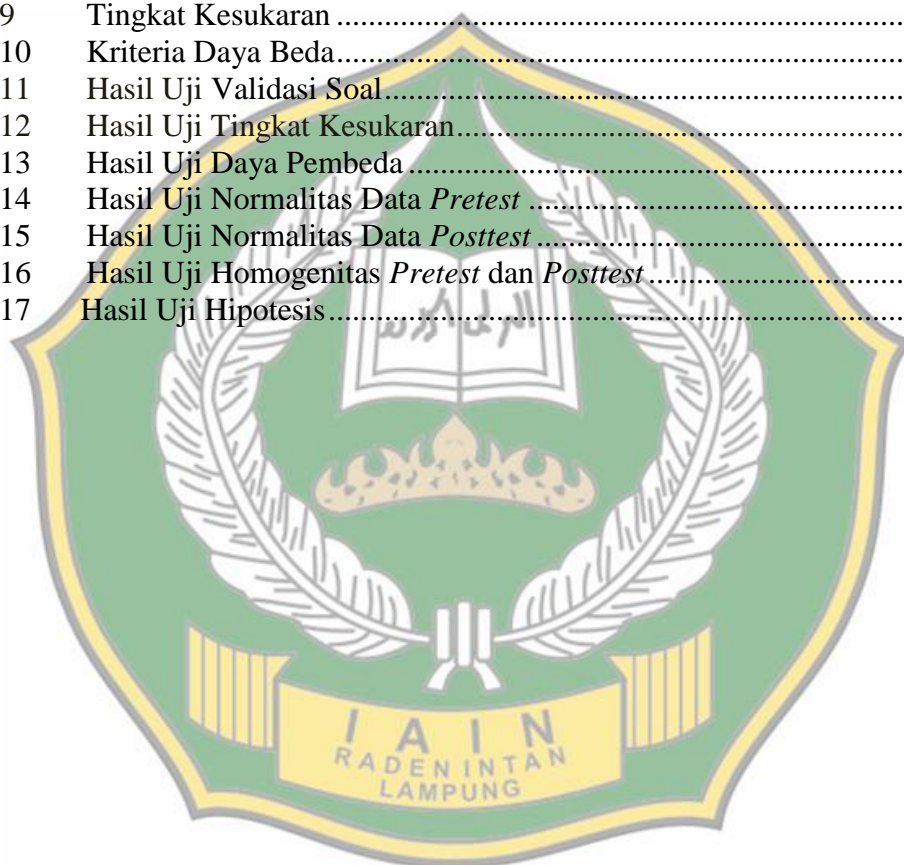 9 Tingkat Kesukaran ...............................................................
10 Kriteria Daya Beda...............................................................
11 Hasil Uji Validasi Soal...............................................................
12 Hasil Uji Tingkat Kesukaran...............................................................
13 Hasil Uji Daya Pembeda ...............................................................
14 Hasil Uji Normalitas Data Pretest ...............................................................
15 Hasil Uji Normalitas Data Posttest ...............................................................
16 Hasil Uji Homogenitas Pretest dan Posttest ...............................................................
17 Hasil Uji Hipotesis...............................................................
IAIN
RADEN INTAN
LAMPUNG